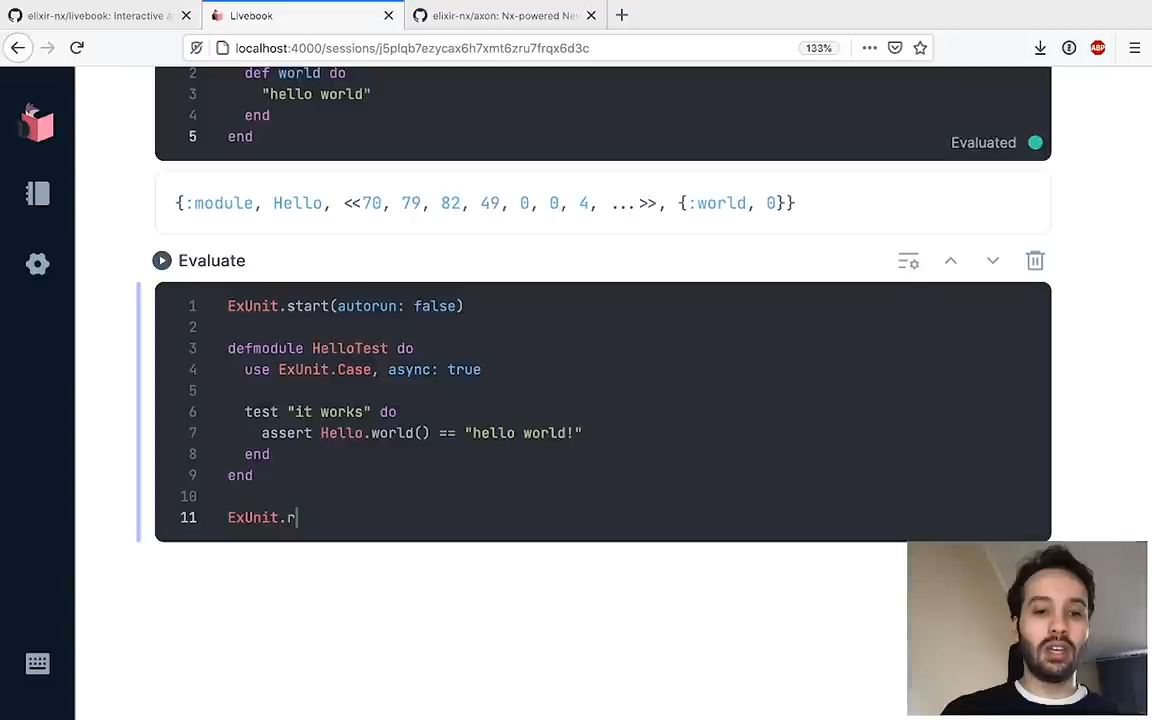 elixir-nx/livebook: Interactive a
Livebook
elixir-nx/axon: Nx-powered Ne
localhost:4000/sessions/j5plqb7ezycax6h7xmt6zru7frqx6d3c
133%
ABP
2 def world do
3 "hello world"
4 end
5 end
Evaluated
{:module, Hello, <<70, 79, 82, 49, 0, 0, 4, ...>>, {:world, 0}}
Evaluate
1 ExUnit.start(autorun: false)
2
3 defmodule HelloTest do
4 use ExUnit.Case, async: true
5
6 test "it works" do
7 assert Hello.world() == "hello world!"
8 end
9 end
10
11 ExUnit.r